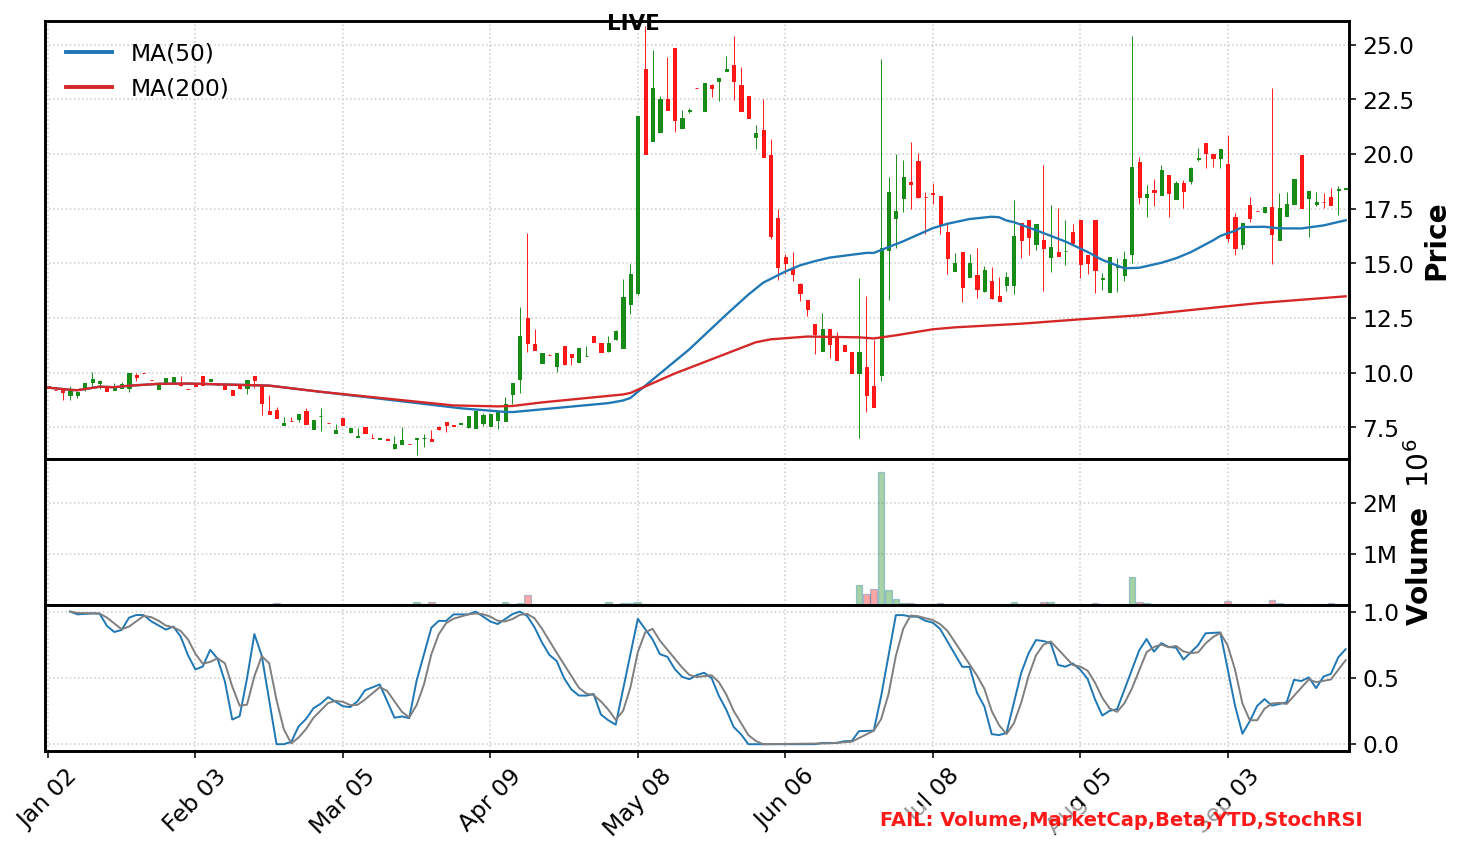 LIVE
MA(50)
MA(200)
25.0
22.5
20.0
17.5
15.0
12.5
10.0
7.5
Price
10⁶
2M
1M
Volume
1.0
0.5
0.0
Jan 02
Feb 03
Mar 05
Apr 09
May 08
Jun 06
Jul 08
Aug 05
Sep 03
FAIL: Volume,MarketCap,Beta,YTD,StochRSI